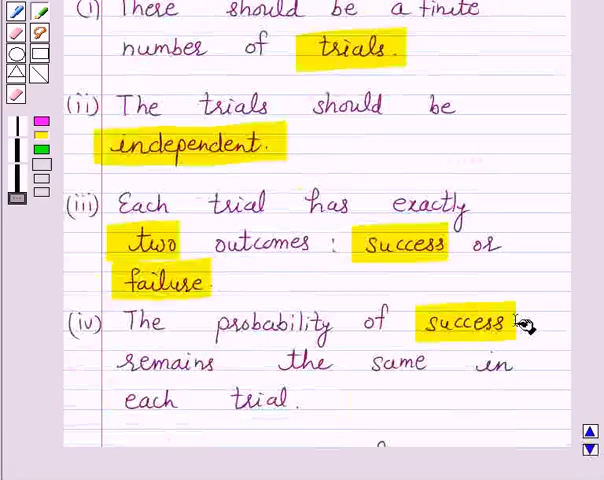 (i) There should be a finite
number of trials.
(ii) The trials should be
independent.
(iii) Each trial has exactly
two outcomes : success or
failure.
(iv) The probability of success
remains the same in
each trial.